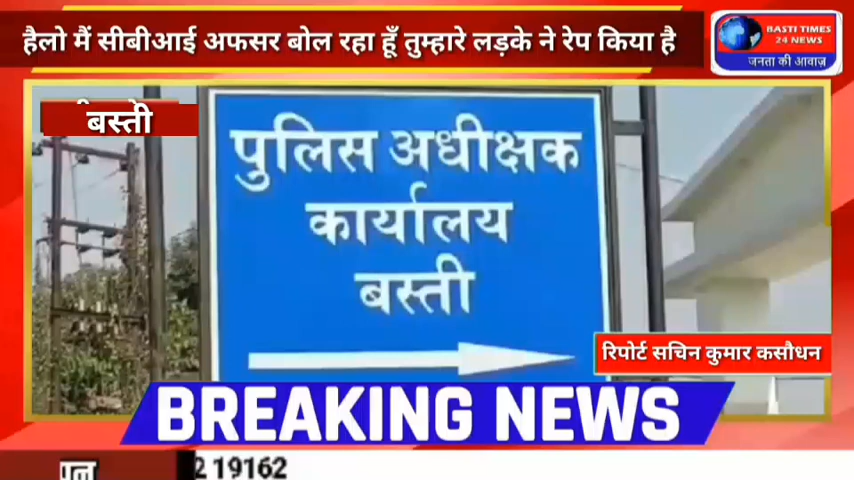 हैलो मैं सीबीआई अफसर बोल रहा हूँ तुम्हारे लड़के ने रेप किया है
BASTI TIMES
24 NEWS
जनता की आवाज़
बस्ती
पुलिस अधीक्षक
कार्यालय
बस्ती
रिपोर्ट सचिन कुमार कसौधन
BREAKING NEWS
2 19162